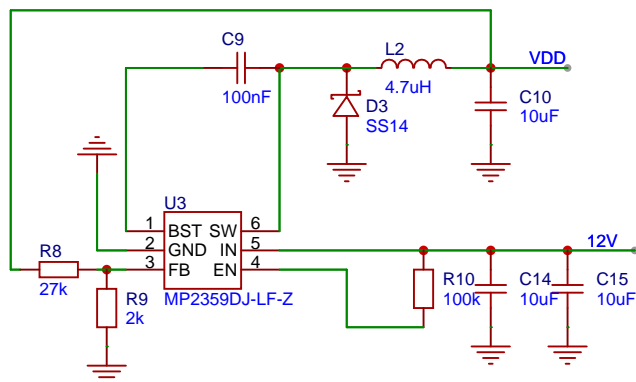 C9
100nF
L2
4.7uH
VDD
D3
SS14
C10
10uF
U3
1 BST SW 6
2 GND IN 5
3 FB EN 4
MP2359DJ-LF-Z
R8
27k
R9
2k
12V
R10
100k
C14
10uF
C15
10uF